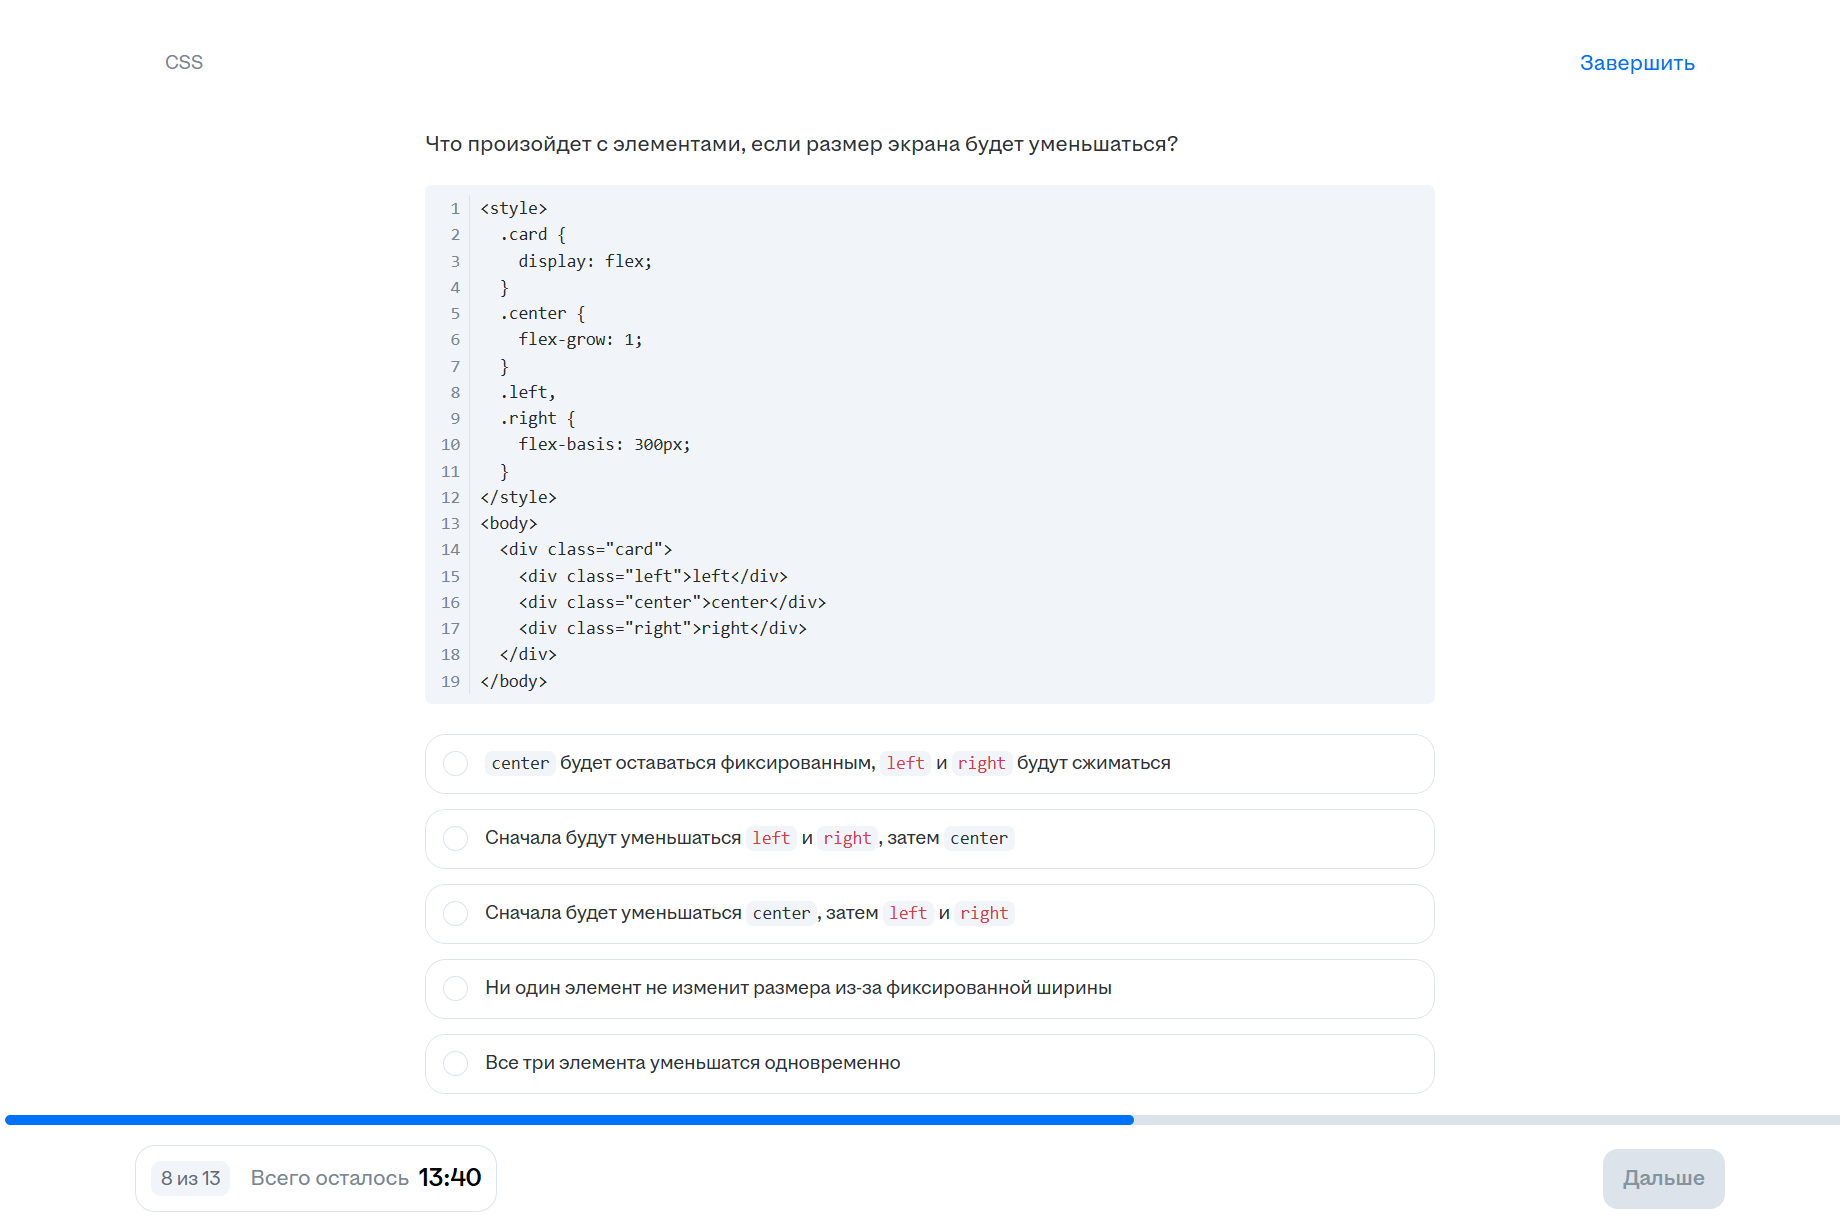 CSS
Завершить
Что произойдет с элементами, если размер экрана будет уменьшаться?
1 <style>
2   .card {
3     display: flex;
4   }
5   .center {
6     flex-grow: 1;
7   }
8   .left,
9   .right {
10     flex-basis: 300px;
11   }
12 </style>
13 <body>
14   <div class="card">
15     <div class="left">left</div>
16     <div class="center">center</div>
17     <div class="right">right</div>
18   </div>
19 </body>
center будет оставаться фиксированным, left и right будут сжиматься
Сначала будут уменьшаться left и right, затем center
Сначала будет уменьшаться center, затем left и right
Ни один элемент не изменит размера из-за фиксированной ширины
Все три элемента уменьшатся одновременно
8 из 13 Всего осталось 13:40
Дальше